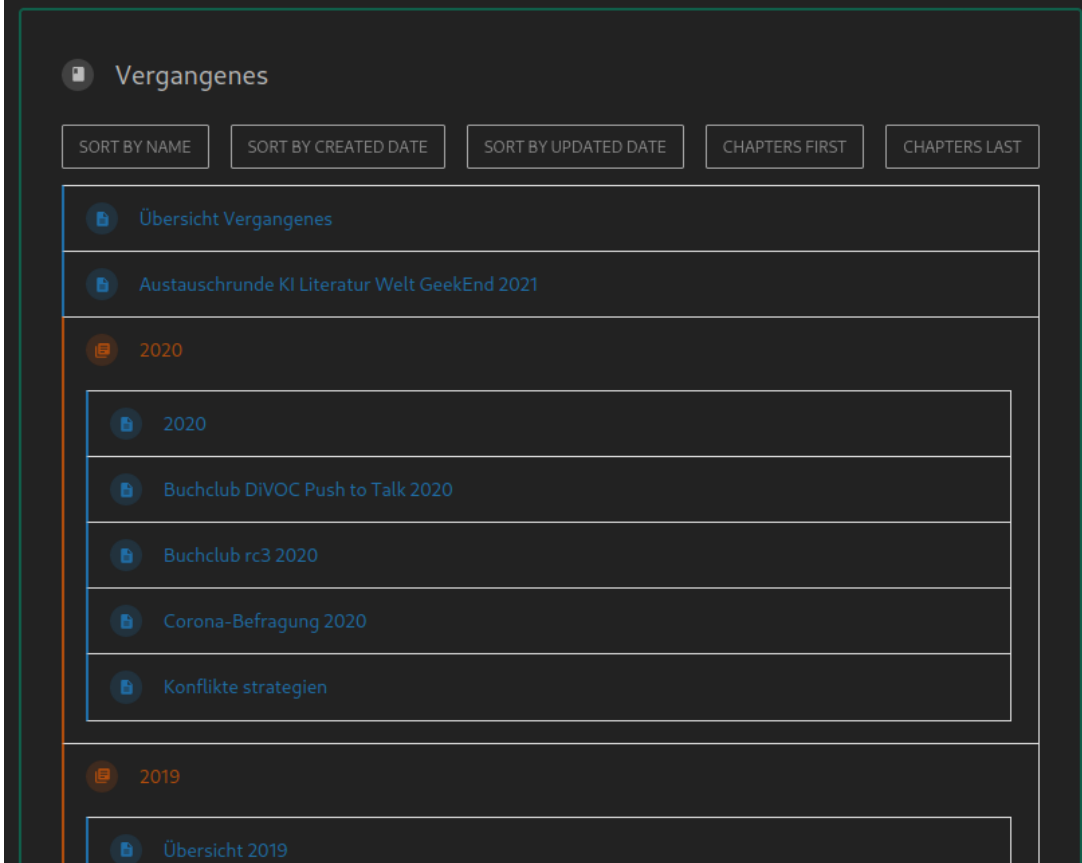 Vergangenes
SORT BY NAME SORT BY CREATED DATE SORT BY UPDATED DATE CHAPTERS FIRST CHAPTERS LAST
Übersicht Vergangenes
Austauschrunde KI Literatur Welt GeekEnd 2021
2020
2020
Buchclub DiVOC Push to Talk 2020
Buchclub rc3 2020
Corona-Befragung 2020
Konflikte strategien
2019
Übersicht 2019